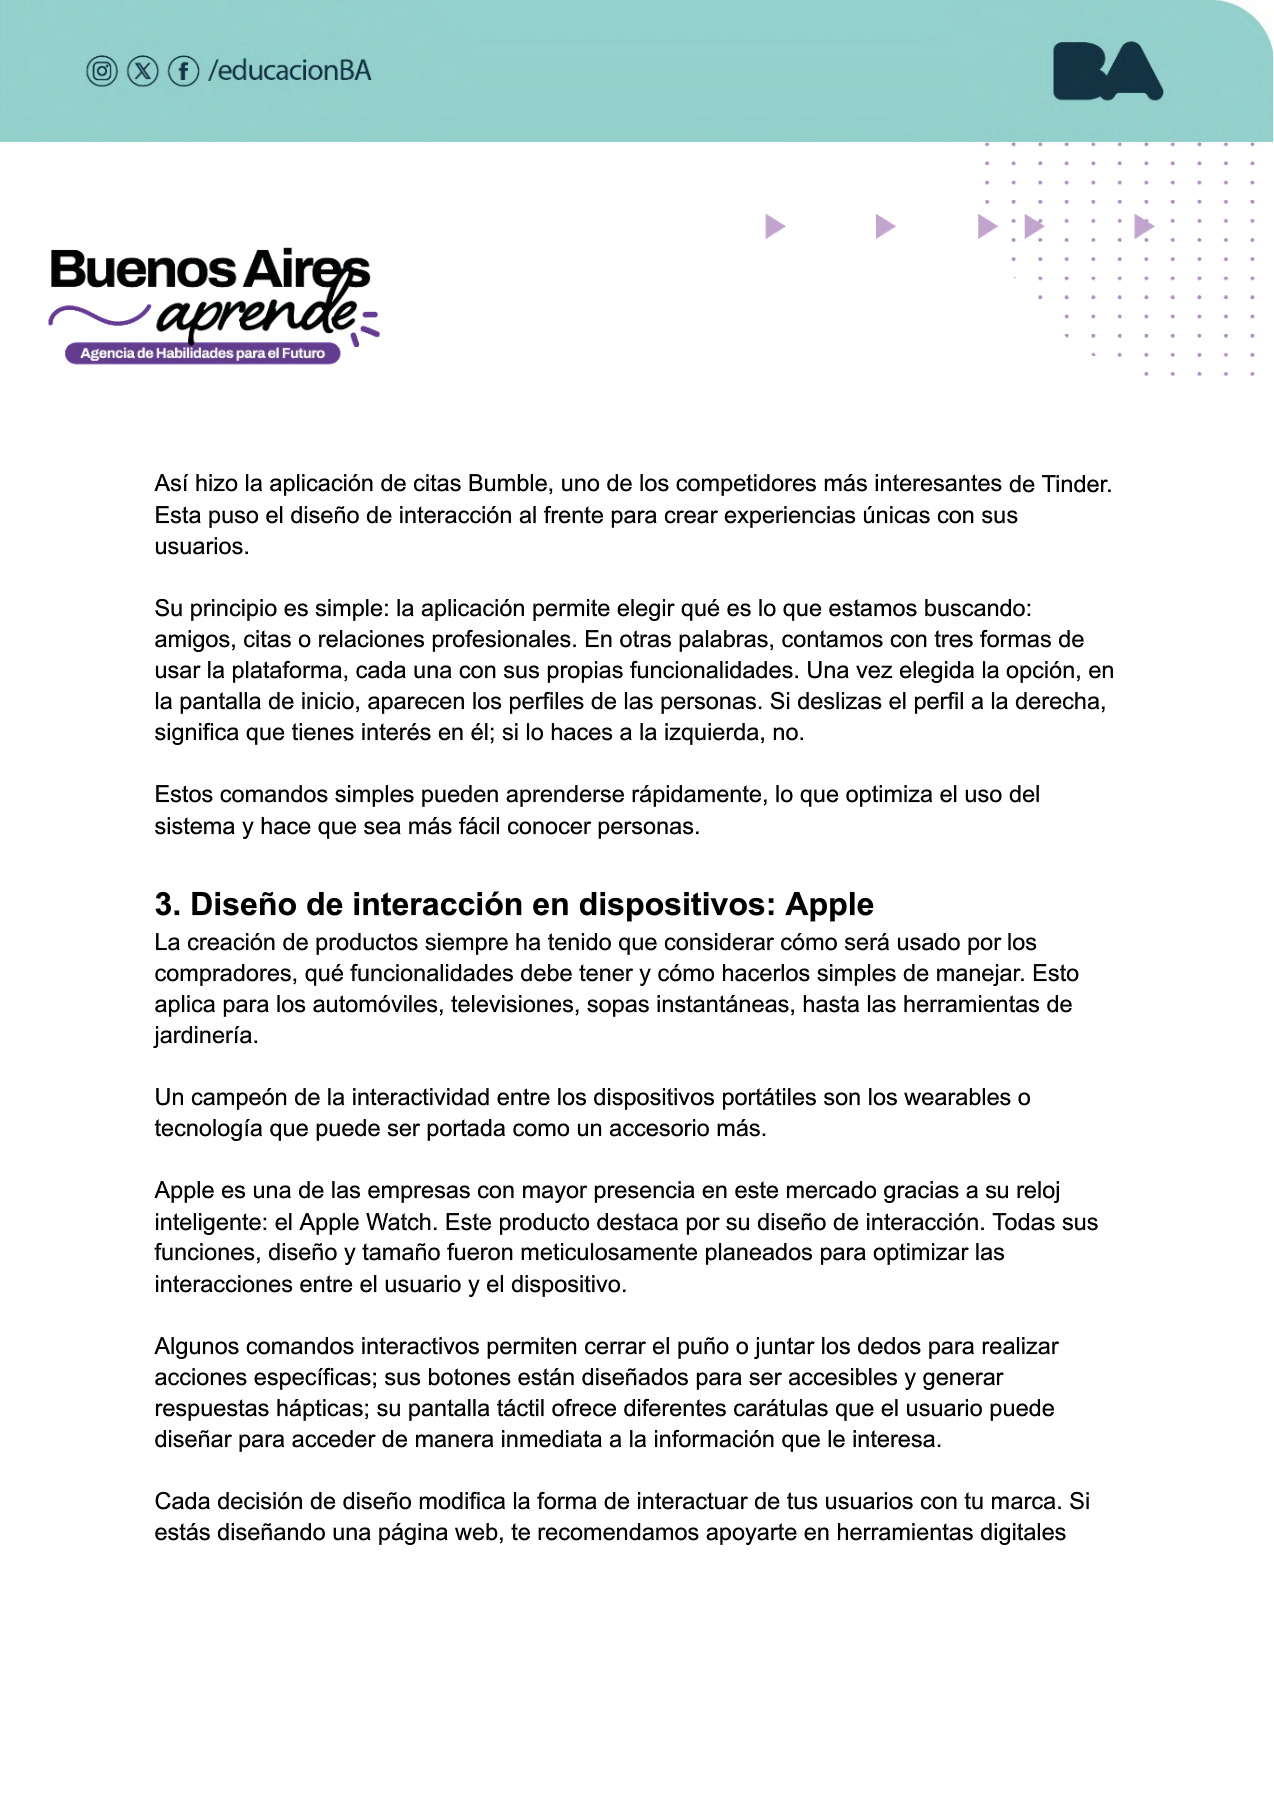 /educacionBA
BA
Buenos Aires
aprende
Agencia de Habilidades para el Futuro
Así hizo la aplicación de citas Bumble, uno de los competidores más interesantes de Tinder.
Esta puso el diseño de interacción al frente para crear experiencias únicas con sus
usuarios.
Su principio es simple: la aplicación permite elegir qué es lo que estamos buscando:
amigos, citas o relaciones profesionales. En otras palabras, contamos con tres formas de
usar la plataforma, cada una con sus propias funcionalidades. Una vez elegida la opción, en
la pantalla de inicio, aparecen los perfiles de las personas. Si deslizas el perfil a la derecha,
significa que tienes interés en él; si lo haces a la izquierda, no.
Estos comandos simples pueden aprenderse rápidamente, lo que optimiza el uso del
sistema y hace que sea más fácil conocer personas.
3. Diseño de interacción en dispositivos: Apple
La creación de productos siempre ha tenido que considerar cómo será usado por los
compradores, qué funcionalidades debe tener y cómo hacerlos simples de manejar. Esto
aplica para los automóviles, televisiones, sopas instantáneas, hasta las herramientas de
jardinería.
Un campeón de la interactividad entre los dispositivos portátiles son los wearables o
tecnología que puede ser portada como un accesorio más.
Apple es una de las empresas con mayor presencia en este mercado gracias a su reloj
inteligente: el Apple Watch. Este producto destaca por su diseño de interacción. Todas sus
funciones, diseño y tamaño fueron meticulosamente planeados para optimizar las
interacciones entre el usuario y el dispositivo.
Algunos comandos interactivos permiten cerrar el puño o juntar los dedos para realizar
acciones específicas; sus botones están diseñados para ser accesibles y generar
respuestas hápticas; su pantalla táctil ofrece diferentes carátulas que el usuario puede
diseñar para acceder de manera inmediata a la información que le interesa.
Cada decisión de diseño modifica la forma de interactuar de tus usuarios con tu marca. Si
estás diseñando una página web, te recomendamos apoyarte en herramientas digitales